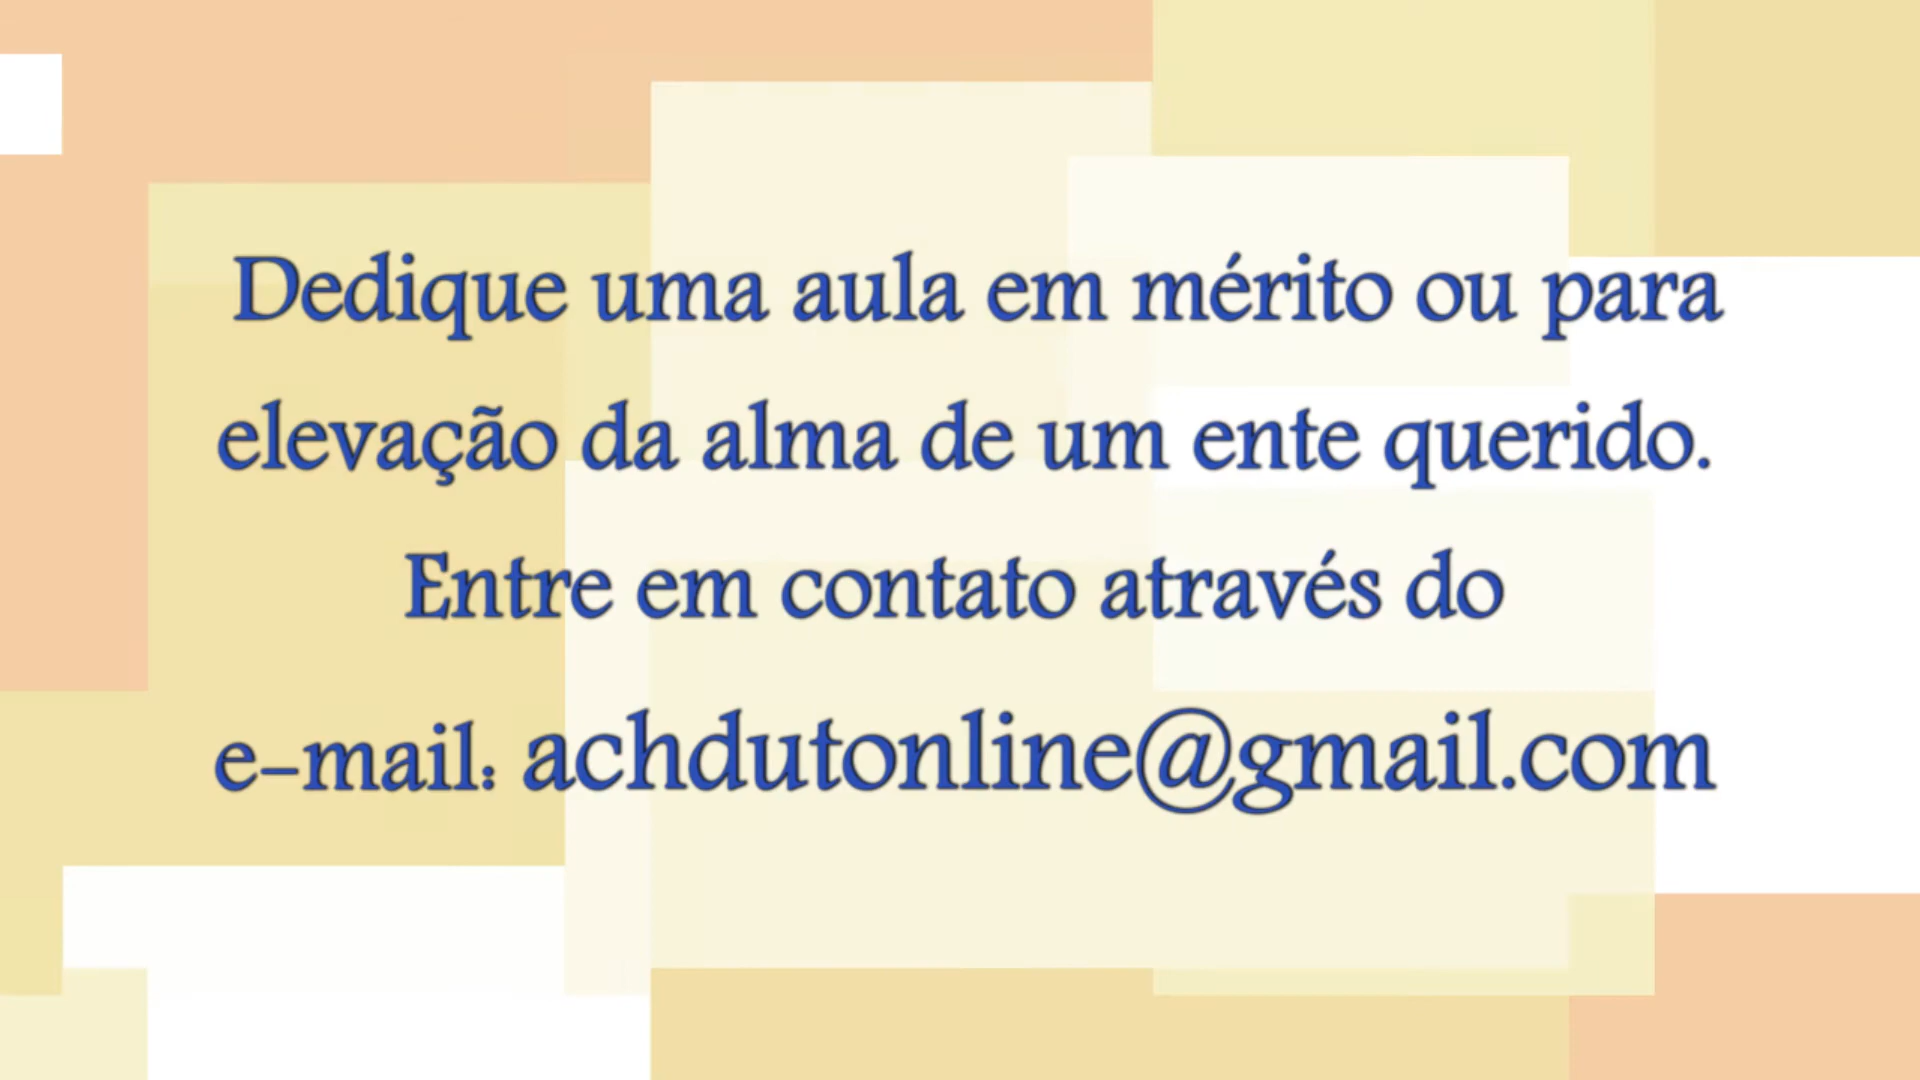 Dedique uma aula em mérito ou para
elevação da alma de um ente querido.
Entre em contato através do
e-mail: achdutonline@gmail.com